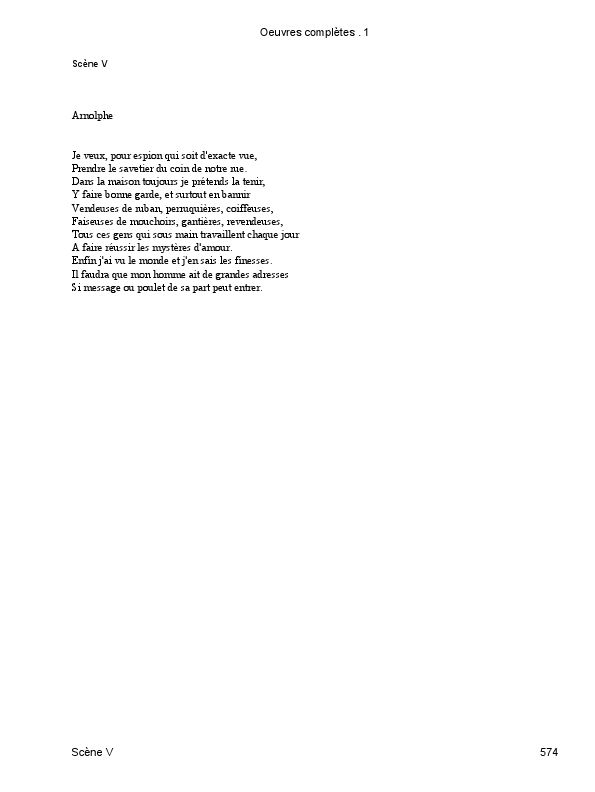 Oeuvres complètes . 1
Scène V
Arnolphe
Je veux, pour espion qui soit d'exacte vue,
Prendre le savetier du coin de notre rue.
Dans la maison toujours je prétends la tenir,
Y faire bonne garde, et surtout en bannir
Vendeuses de ruban, perruquières, coiffeuses,
Faiseuses de mouchoirs, gantières, revendeuses,
Tous ces gens qui sous main travaillent chaque jour
A faire réussir les mystères d'amour.
Enfin j'ai vu le monde et j'en sais les finesses.
Il faudra que mon homme ait de grandes adresses
Si message ou poulet de sa part peut entrer.
Scène V
574